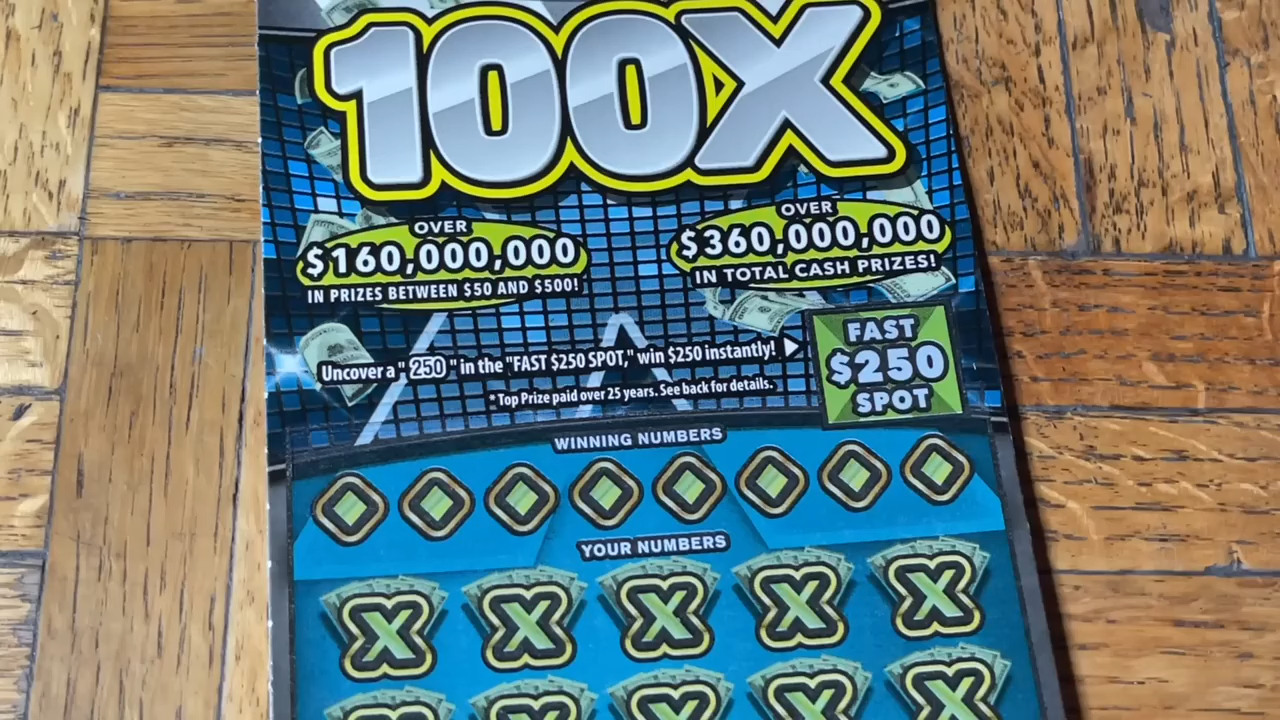 100X
OVER
$160,000,000
IN PRIZES BETWEEN $50 AND $500!
OVER
$360,000,000
IN TOTAL CASH PRIZES!
Uncover a "250" in the "FAST $250 SPOT," win $250 instantly!
* Top Prize paid over 25 years. See back for details.
FAST
$250
SPOT
WINNING NUMBERS
YOUR NUMBERS
X X X X X
X X X X X